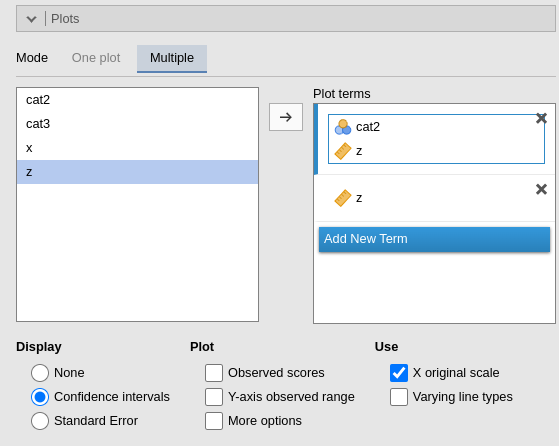 Plots
Mode One plot Multiple
cat2
cat3
x
z
Plot terms
cat2
z
z
Add New Term
Display
None
Confidence intervals
Standard Error
Plot
Observed scores
Y-axis observed range
More options
Use
X original scale
Varying line types